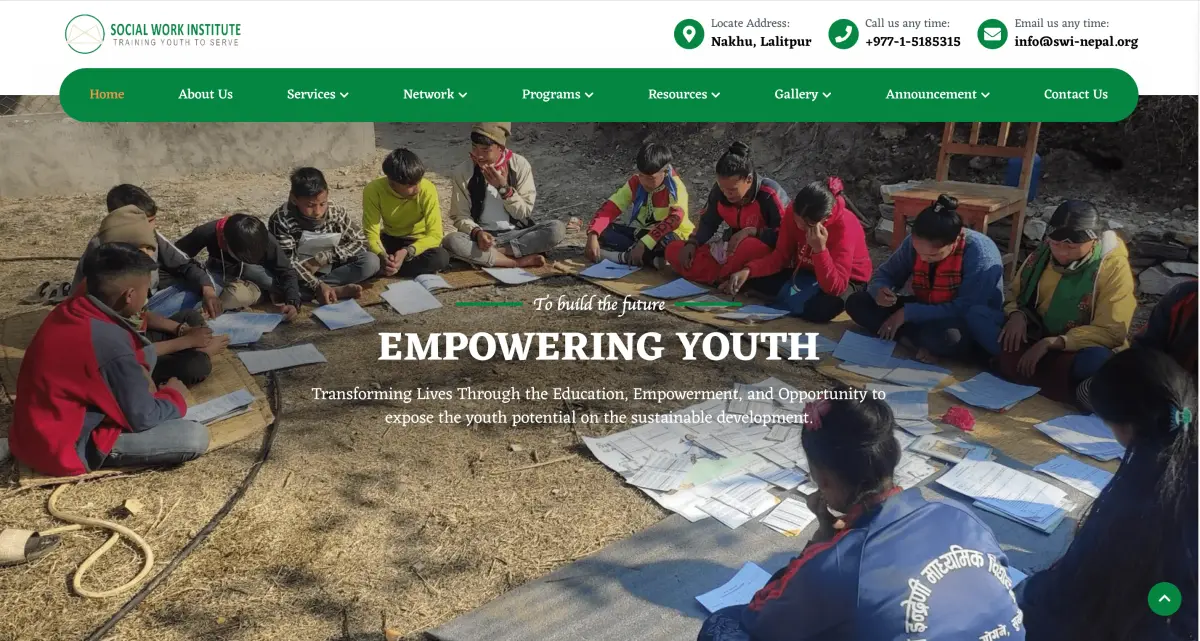 SOCIAL WORK INSTITUTE
TRAINING YOUTH TO SERVE
Locate Address:
Nakhu, Lalitpur
Call us any time:
+977-1-5185315
Email us any time:
info@swi-nepal.org
Home
About Us
Services
Network
Programs
Resources
Gallery
Announcement
Contact Us
To build the future
EMPOWERING YOUTH
Transforming Lives Through the Education, Empowerment, and Opportunity to
expose the youth potential on the sustainable development.
इन्द्रेणी माध्यमिक